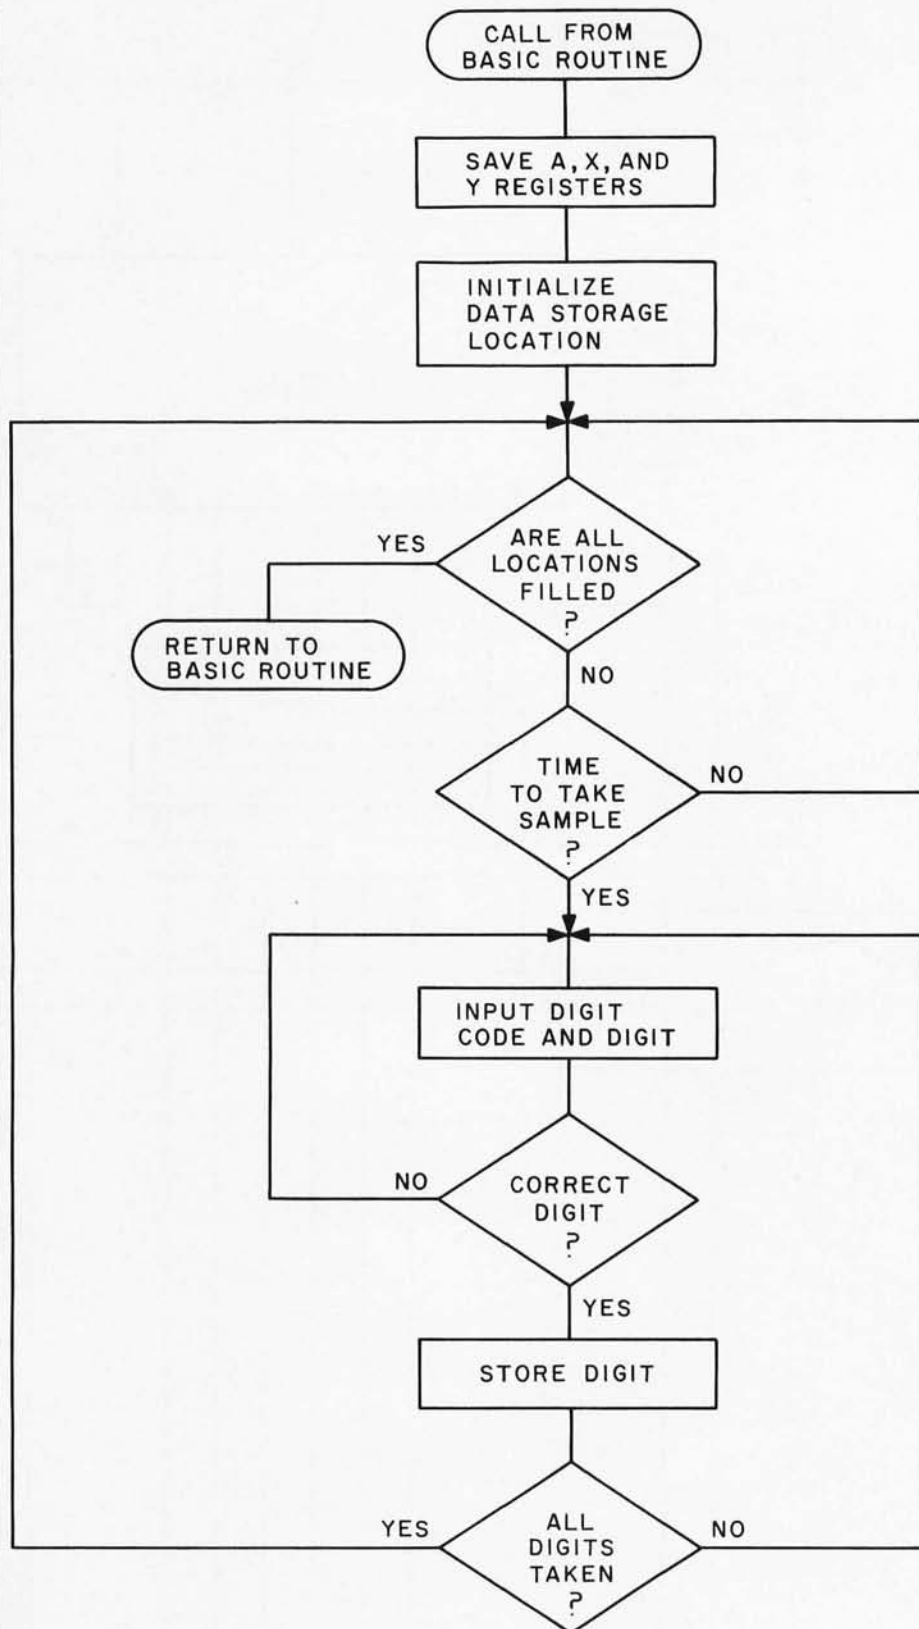 CALL FROM
BASIC ROUTINE
SAVE A, X, AND
Y REGISTERS
INITIALIZE
DATA STORAGE
LOCATION
YES
ARE ALL
LOCATIONS
FILLED
?
RETURN TO
BASIC ROUTINE
NO
TIME
TO TAKE
SAMPLE
?
NO
YES
INPUT DIGIT
CODE AND DIGIT
NO
CORRECT
DIGIT
?
YES
STORE DIGIT
YES
ALL
DIGITS
TAKEN
?
NO